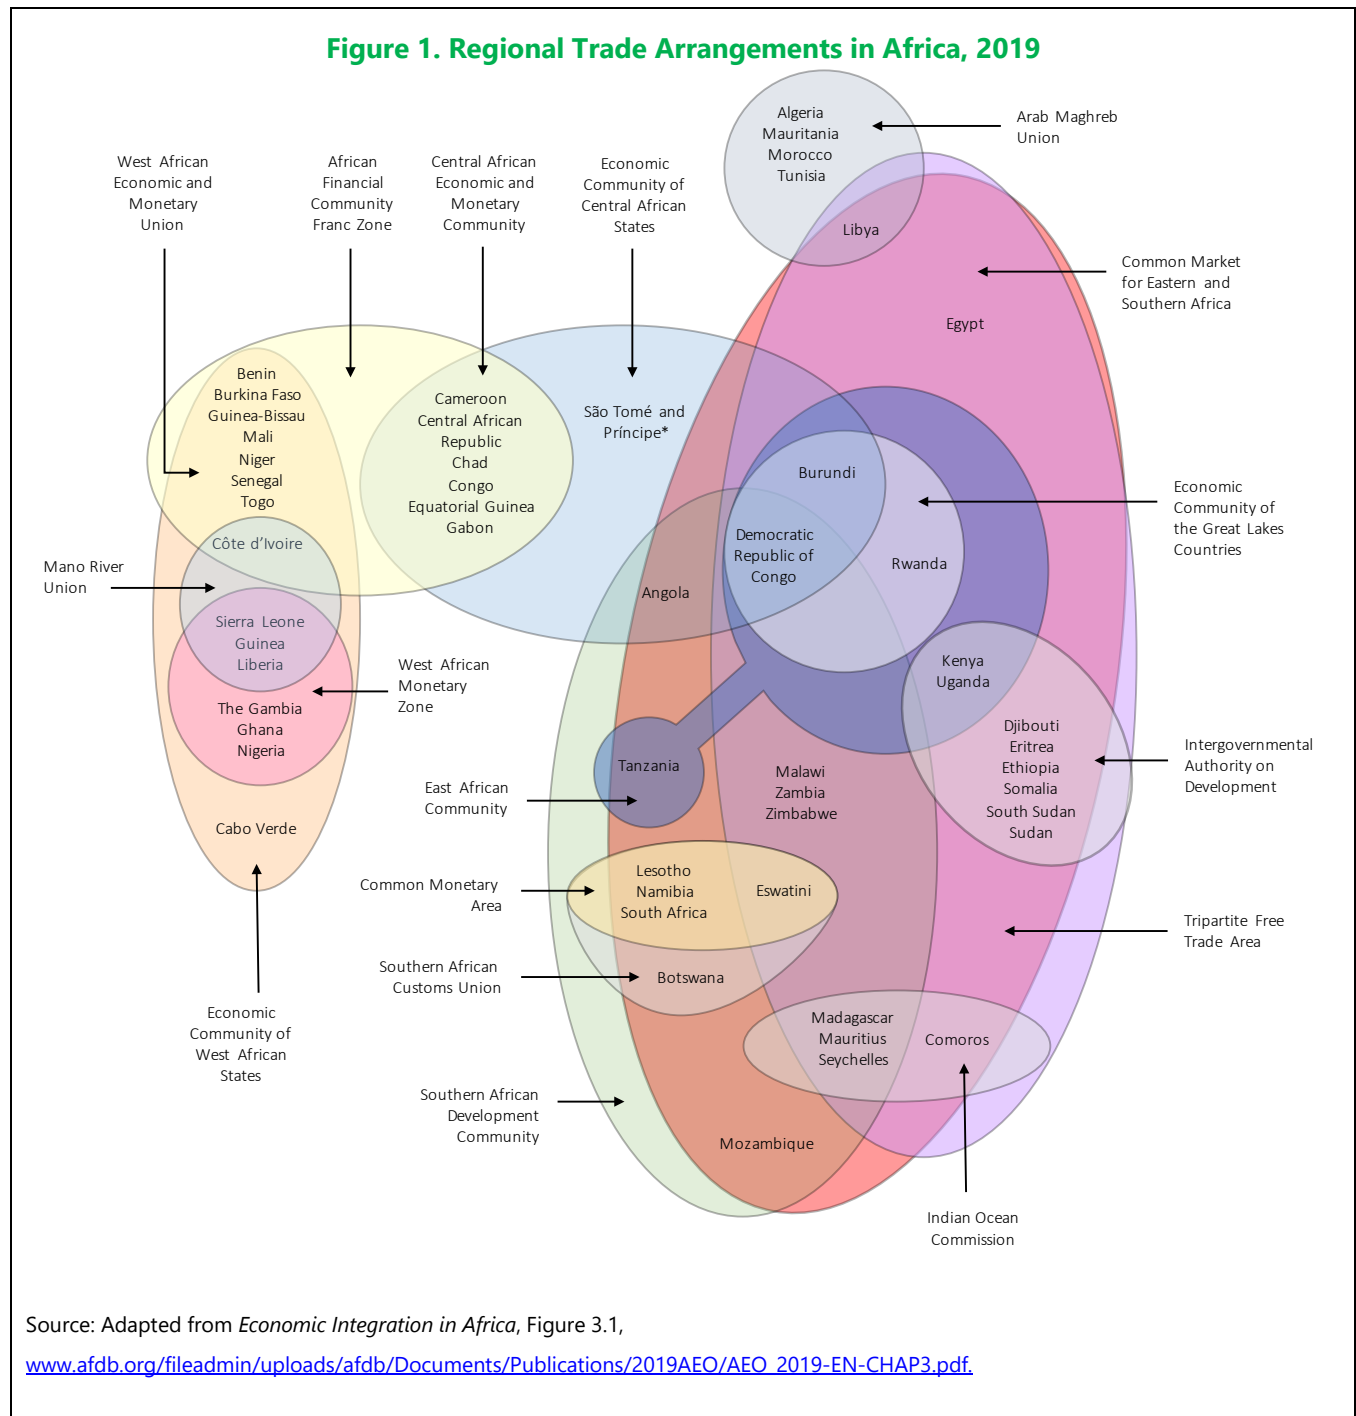 Figure 1. Regional Trade Arrangements in Africa, 2019
Algeria
Mauritania
Morocco
Tunisia
Arab Maghreb
Union
West African
Economic and
Monetary
Union
African
Financial
Community
Franc Zone
Central African
Economic and
Monetary
Community
Economic
Community of
Central African
States
Libya
Common Market
for Eastern and
Southern Africa
Egypt
Benin
Burkina Faso
Guinea-Bissau
Mali
Niger
Senegal
Togo
Cameroon
Central African
Republic
Chad
Congo
Equatorial Guinea
Gabon
São Tomé and
Príncipe*
Burundi
Economic
Community of
the Great Lakes
Countries
Côte d’Ivoire
Democratic
Republic of
Congo
Rwanda
Mano River
Union
Angola
Sierra Leone
Guinea
Liberia
West African
Monetary
Zone
Kenya
Uganda
The Gambia
Ghana
Nigeria
Djibouti
Eritrea
Ethiopia
Somalia
South Sudan
Sudan
Intergovernmental
Authority on
Development
Tanzania
Malawi
Zambia
Zimbabwe
East African
Community
Cabo Verde
Common Monetary
Area
Lesotho
Namibia
South Africa
Eswatini
Tripartite Free
Trade Area
Southern African
Customs Union
Botswana
Economic
Community of
West African
States
Madagascar
Mauritius
Seychelles
Comoros
Southern African
Development
Community
Mozambique
Indian Ocean
Commission
Source: Adapted from Economic Integration in Africa, Figure 3.1,
www.afdb.org/fileadmin/uploads/afdb/Documents/Publications/2019AEO/AEO_2019-EN-CHAP3.pdf.